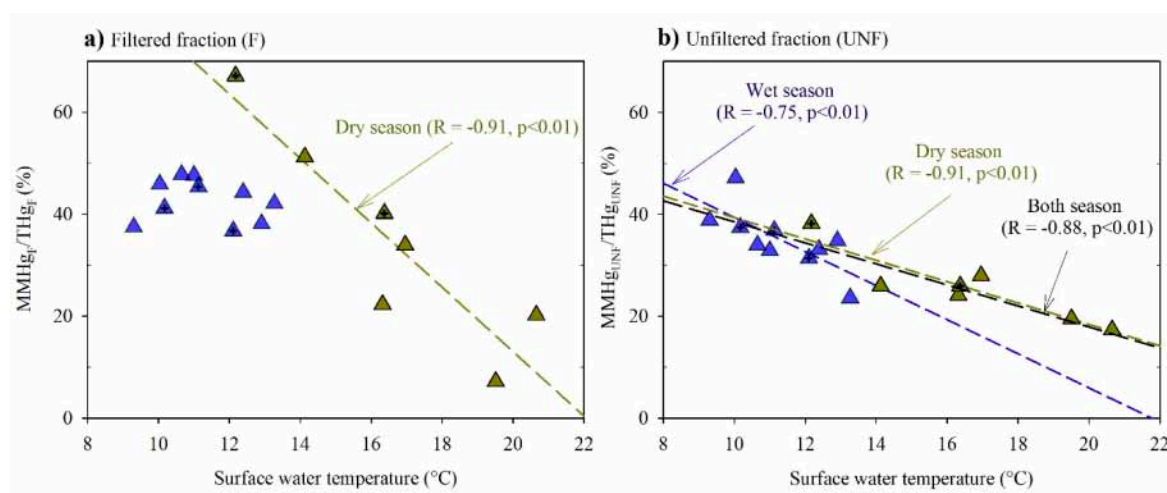 a) Filtered fraction (F)
60
40
20
0
MMHgF/THgF (%)
Dry season (R = -0.91, p<0.01)
8 10 12 14 16 18 20 22
Surface water temperature (°C)
b) Unfiltered fraction (UNF)
60
40
20
0
MMHgUNF/THgUNF (%)
Wet season
(R = -0.75, p<0.01)
Dry season
(R = -0.91, p<0.01)
Both season
(R = -0.88, p<0.01)
8 10 12 14 16 18 20 22
Surface water temperature (°C)